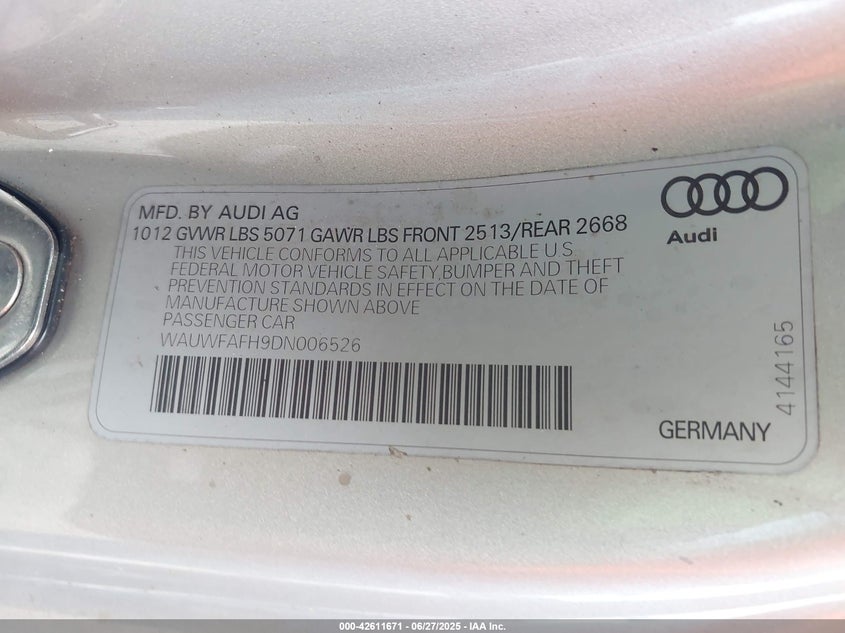 MFD. BY AUDI AG
1012 GVWR LBS 5071 GAWR LBS FRONT 2513/REAR 2668
THIS VEHICLE CONFORMS TO ALL APPLICABLE U S
FEDERAL MOTOR VEHICLE SAFETY,BUMPER AND THEFT
PREVENTION STANDARDS IN EFFECT ON THE DATE OF
MANUFACTURE SHOWN ABOVE
PASSENGER CAR
WAUWFAFH9DN006526
Audi
4144165
GERMANY
000-42611671 - 06/27/2025 - IAA Inc.